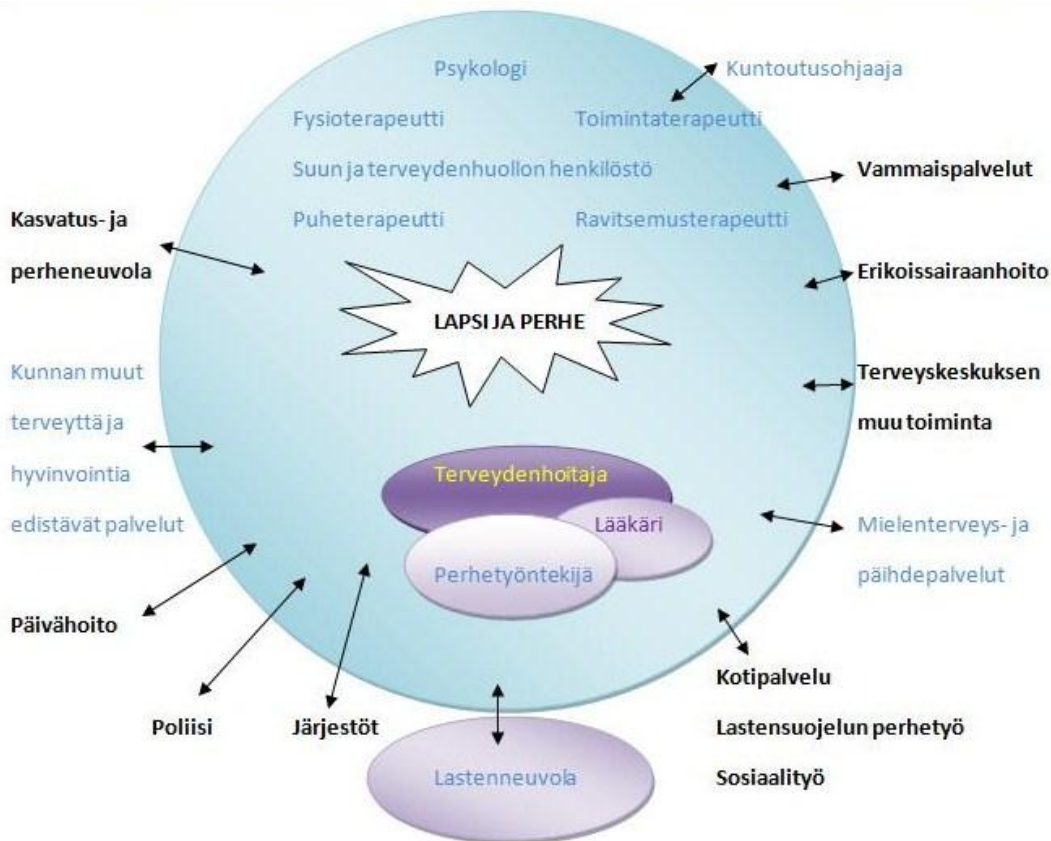 Psykologi
Kuntoutusohjaaja
Fysioterapeutti
Toimintaterapeutti
Suun ja terveydenhuollon henkilöstö
Vammaispalvelut
Puheterapeutti
Ravitsemusterapeutti
Kasvatus- ja
perheneuvola
Erikoissairaanhoito
LAPSI JA PERHE
Kunnan muut
terveyttä ja
hyvinvointia
edistävät palvelut
Terveyskeskuksen
muu toiminta
Terveydenhoitaja
Lääkäri
Perhetyöntekijä
Mielenterveys- ja
päihdepalvelut
Päivähoito
Poliisi
Järjestöt
Kotipalvelu
Lastensuojelun perhetyö
Sosiaalityö
Lastenneuvola